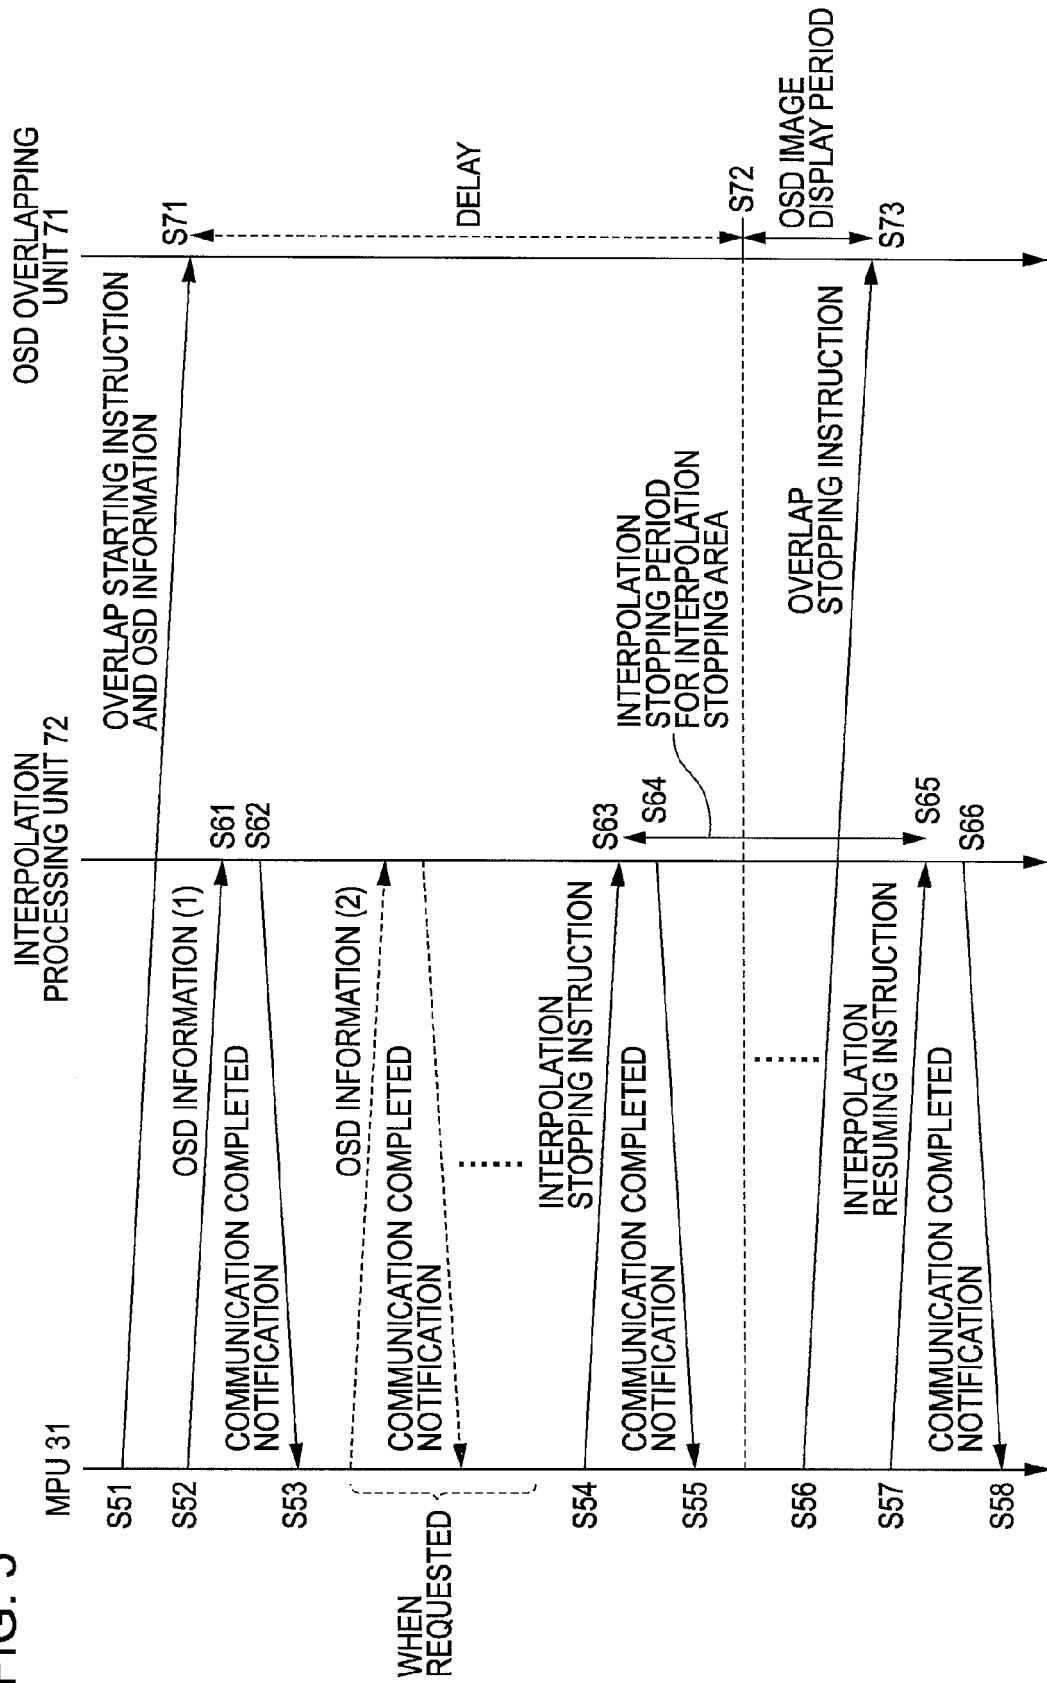 FIG. 5
MPU 31
INTERPOLATION
PROCESSING UNIT 72
OSD OVERLAPPING
UNIT 71
S51
OVERLAP STARTING INSTRUCTION
AND OSD INFORMATION
S71
S52
OSD INFORMATION (1)
S61
COMMUNICATION COMPLETED
NOTIFICATION
S62
S53
WHEN
REQUESTED
OSD INFORMATION (2)
COMMUNICATION COMPLETED
NOTIFICATION
DELAY
S54
INTERPOLATION
STOPPING INSTRUCTION
S63
COMMUNICATION COMPLETED
NOTIFICATION
S64
S55
INTERPOLATION
STOPPING PERIOD
FOR INTERPOLATION
STOPPING AREA
S72
OSD IMAGE
DISPLAY PERIOD
S56
OVERLAP
STOPPING INSTRUCTION
S73
S57
INTERPOLATION
RESUMING INSTRUCTION
S65
COMMUNICATION COMPLETED
NOTIFICATION
S66
S58